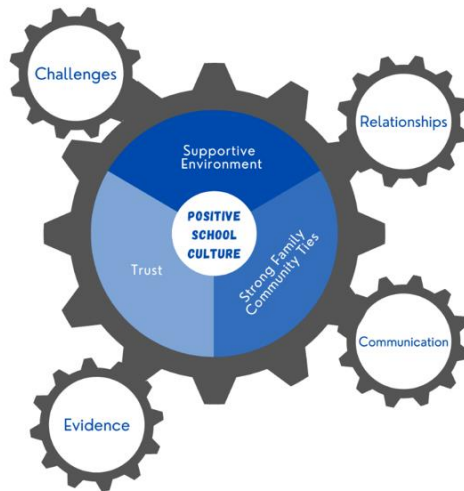 Challenges
Relationships
Supportive
Environment
POSITIVE
SCHOOL
CULTURE
Trust
Strong Family
Community Ties
Communication
Evidence